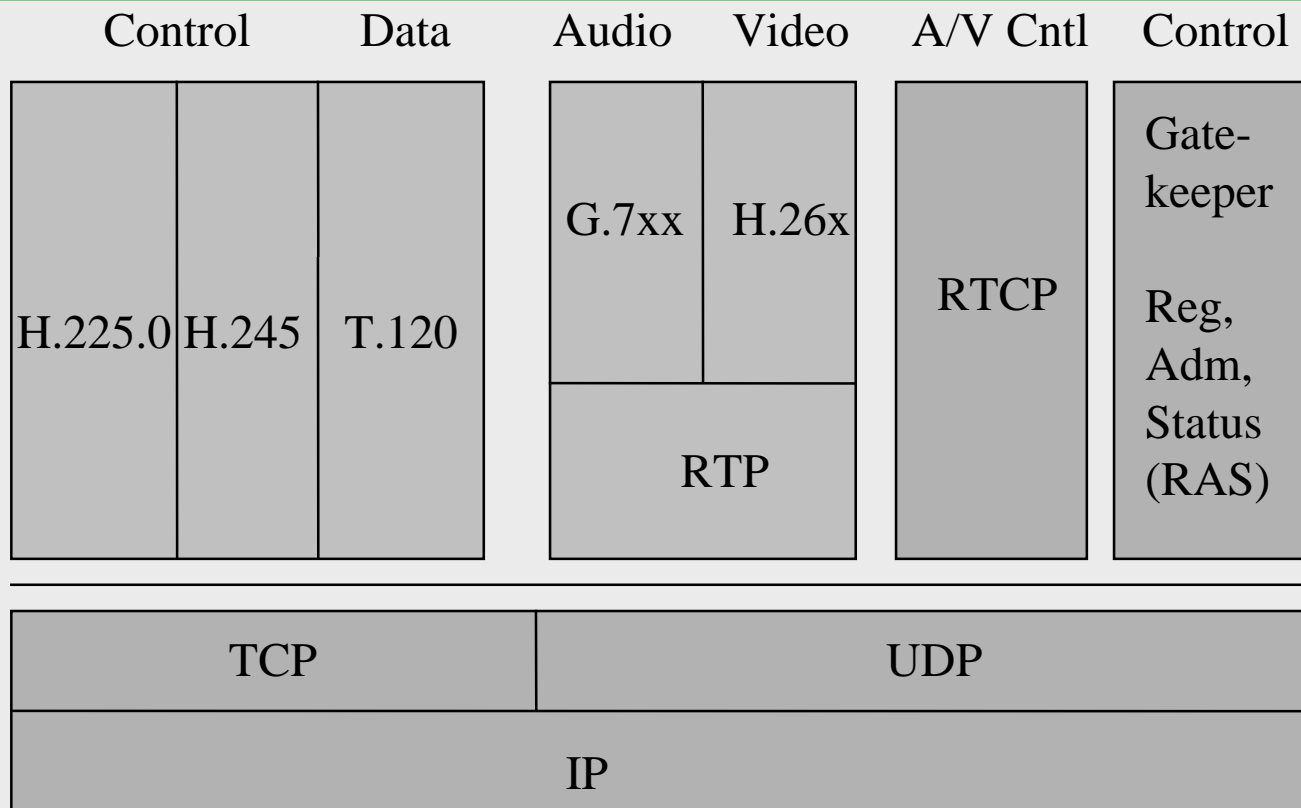 Control Data Audio Video A/V Cntl Control
H.225.0 H.245 T.120
G.7xx H.26x
RTP
RTCP
Gate-
keeper
Reg,
Adm,
Status
(RAS)
TCP UDP
IP